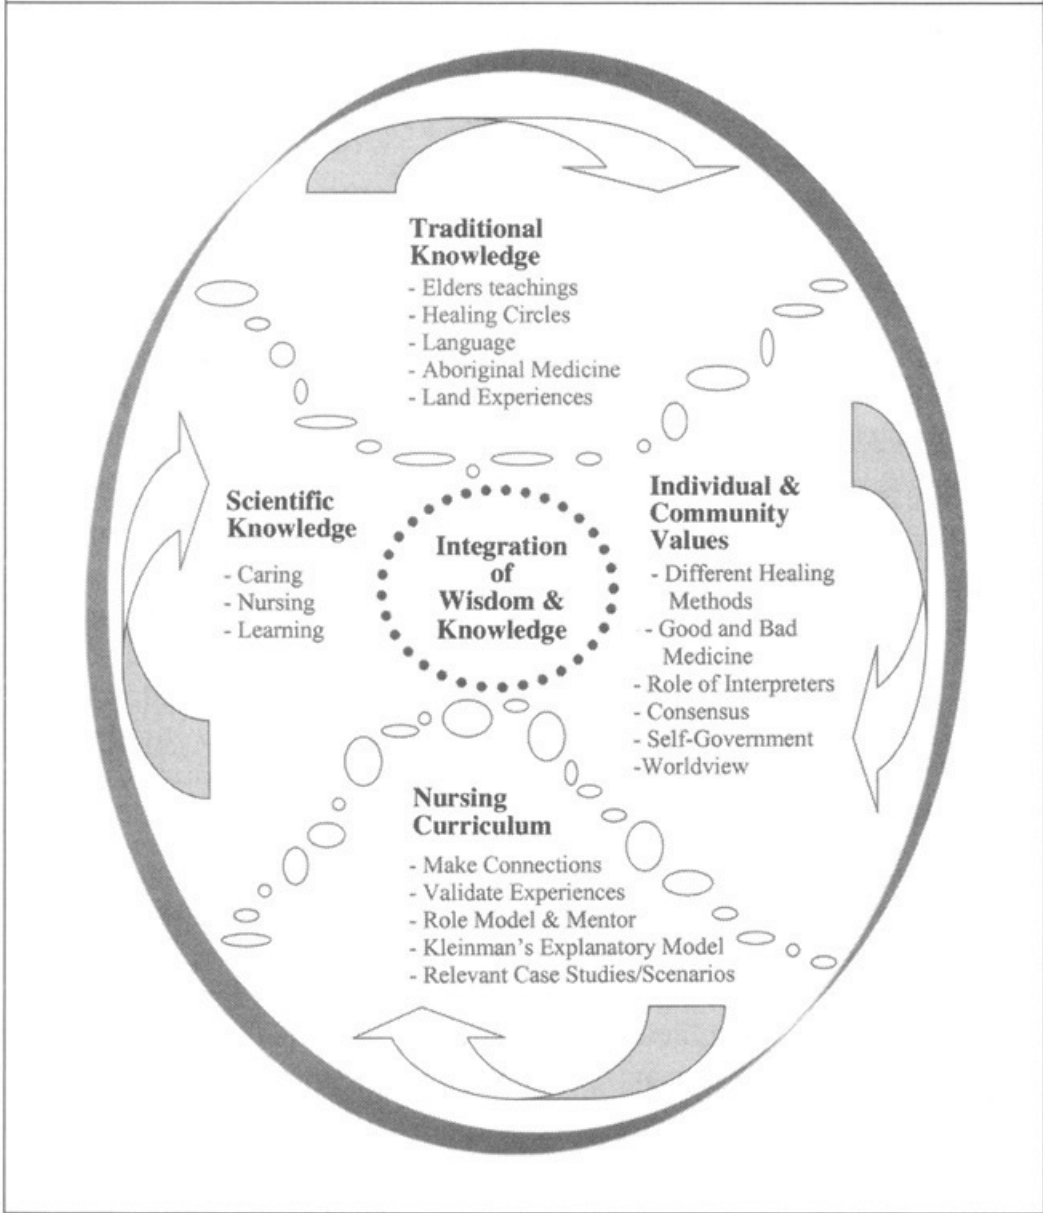 Traditional
Knowledge
- Elders teachings
- Healing Circles
- Language
- Aboriginal Medicine
- Land Experiences
Scientific
Knowledge
- Caring
- Nursing
- Learning
Integration
of
Wisdom &
Knowledge
Individual &
Community
Values
- Different Healing
Methods
- Good and Bad
Medicine
- Role of Interpreters
- Consensus
- Self-Government
-Worldview
Nursing
Curriculum
- Make Connections
- Validate Experiences
- Role Model & Mentor
- Kleinman's Explanatory Model
- Relevant Case Studies/Scenarios